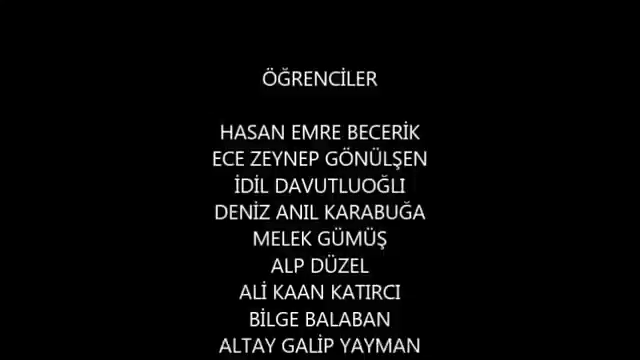 ÖĞRENCİLER
HASAN EMRE BECERİK
ECE ZEYNEP GÖNÜLŞEN
İDİL DAVUTLUOĞLI
DENİZ ANIL KARABUĞA
MELEK GÜMÜŞ
ALP DÜZEL
ALİ KAAN KATIRCI
BİLGE BALABAN
ALTAY GALİP YAYMAN